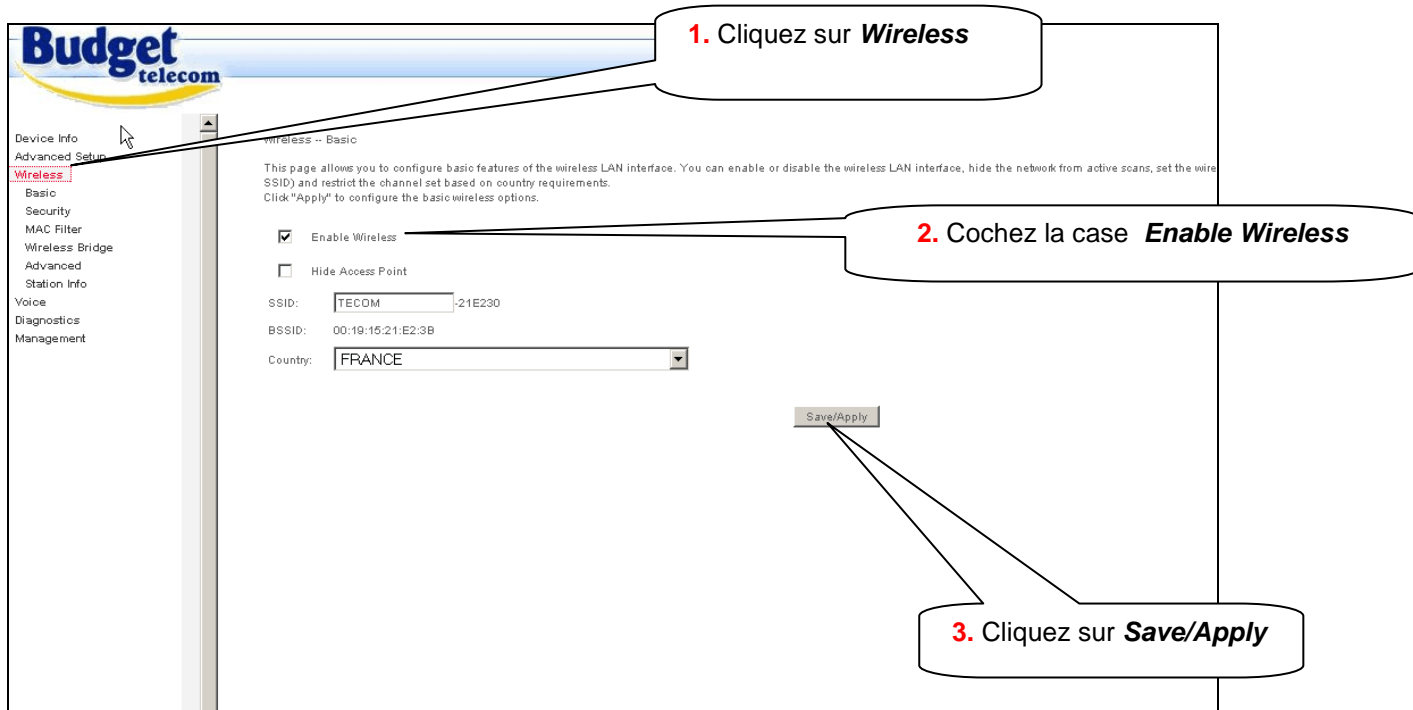 Budget
telecom
1. Cliquez sur Wireless
Device Info
Advanced Setup
Wireless
Basic
Security
MAC Filter
Wireless Bridge
Advanced
Station Info
Voice
Diagnostics
Management
Wireless -- Basic
This page allows you to configure basic features of the wireless LAN interface. You can enable or disable the wireless LAN interface, hide the network from active scans, set the wire
SSID) and restrict the channel set based on country requirements.
Click "Apply" to configure the basic wireless options.
Enable Wireless
2. Cochez la case Enable Wireless
Hide Access Point
SSID: TECOM -21E230
BSSID: 00:19:15:21:E2:3B
Country: FRANCE
Save/Apply
3. Cliquez sur Save/Apply